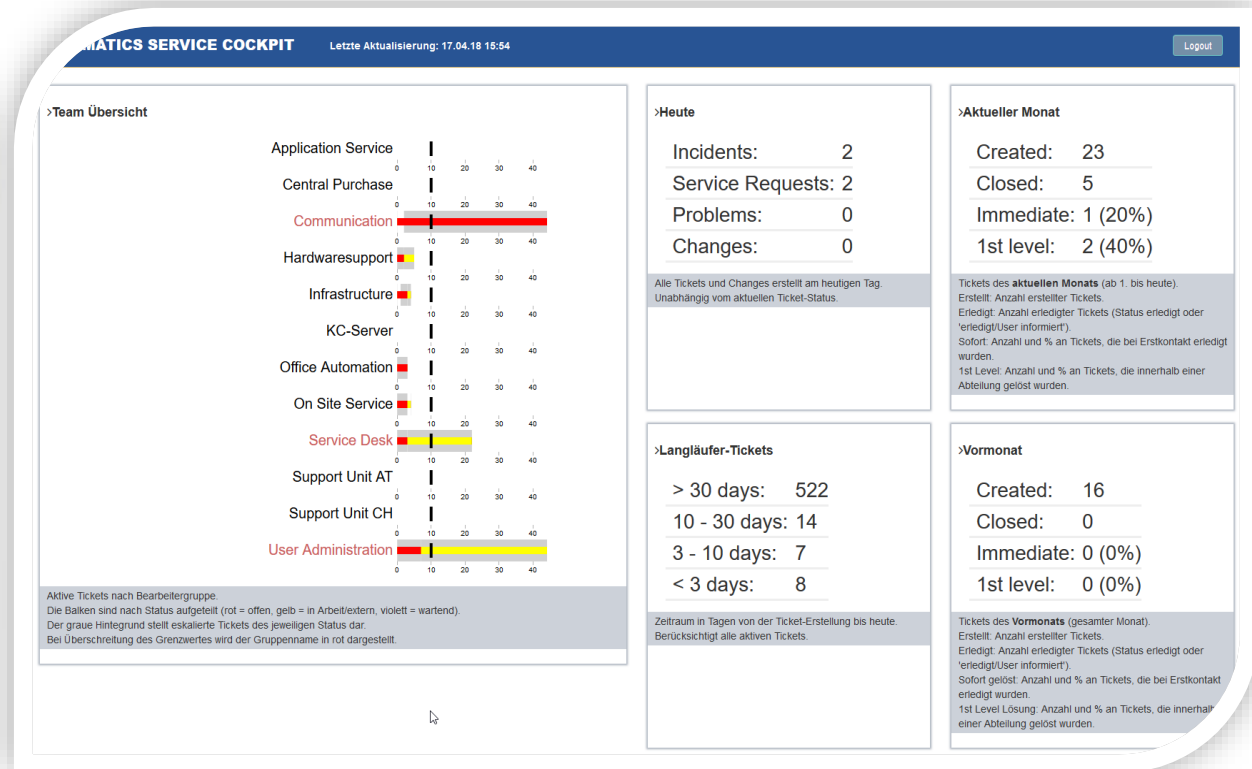 MATICS SERVICE COCKPIT Letzte Aktualisierung: 17.04.18 15:54 Logout
>Team Übersicht
Application Service
0 10 20 30 40
Central Purchase
0 10 20 30 40
Communication
0 10 20 30 40
Hardwaresupport
0 10 20 30 40
Infrastructure
0 10 20 30 40
KC-Server
0 10 20 30 40
Office Automation
0 10 20 30 40
On Site Service
0 10 20 30 40
Service Desk
0 10 20 30 40
Support Unit AT
0 10 20 30 40
Support Unit CH
0 10 20 30 40
User Administration
0 10 20 30 40
Aktive Tickets nach Bearbeitergruppe.
Die Balken sind nach Status aufgeteilt (rot = offen, gelb = in Arbeit/extern, violett = wartend).
Der graue Hintegrund stellt eskalierte Tickets des jeweiligen Status dar.
Bei Überschreitung des Grenzwertes wird der Gruppenname in rot dargestellt.
>Heute
Incidents: 2
Service Requests: 2
Problems: 0
Changes: 0
Alle Tickets und Changes erstellt am heutigen Tag.
Unabhängig vom aktuellen Ticket-Status.
>Aktueller Monat
Created: 23
Closed: 5
Immediate: 1 (20%)
1st level: 2 (40%)
Tickets des aktuellen Monats (ab 1. bis heute).
Erstellt: Anzahl erstellter Tickets.
Erledigt: Anzahl erledigter Tickets (Status erledigt oder
'erledigt/User informiert').
Sofort: Anzahl und % an Tickets, die bei Erstkontakt erledigt
wurden.
1st Level: Anzahl und % an Tickets, die innerhalb einer
Abteilung gelöst wurden.
>Langläufer-Tickets
> 30 days: 522
10 - 30 days: 14
3 - 10 days: 7
< 3 days: 8
Zeitraum in Tagen von der Ticket-Erstellung bis heute.
Berücksichtigt alle aktiven Tickets.
>Vormonat
Created: 16
Closed: 0
Immediate: 0 (0%)
1st level: 0 (0%)
Tickets des Vormonats (gesamter Monat).
Erstellt: Anzahl erstellter Tickets.
Erledigt: Anzahl erledigter Tickets (Status erledigt oder
'erledigt/User informiert').
Sofort gelöst: Anzahl und % an Tickets, die bei Erstkontakt
erledigt wurden.
1st Level Lösung: Anzahl und % an Tickets, die innerhalb
einer Abteilung gelöst wurden.